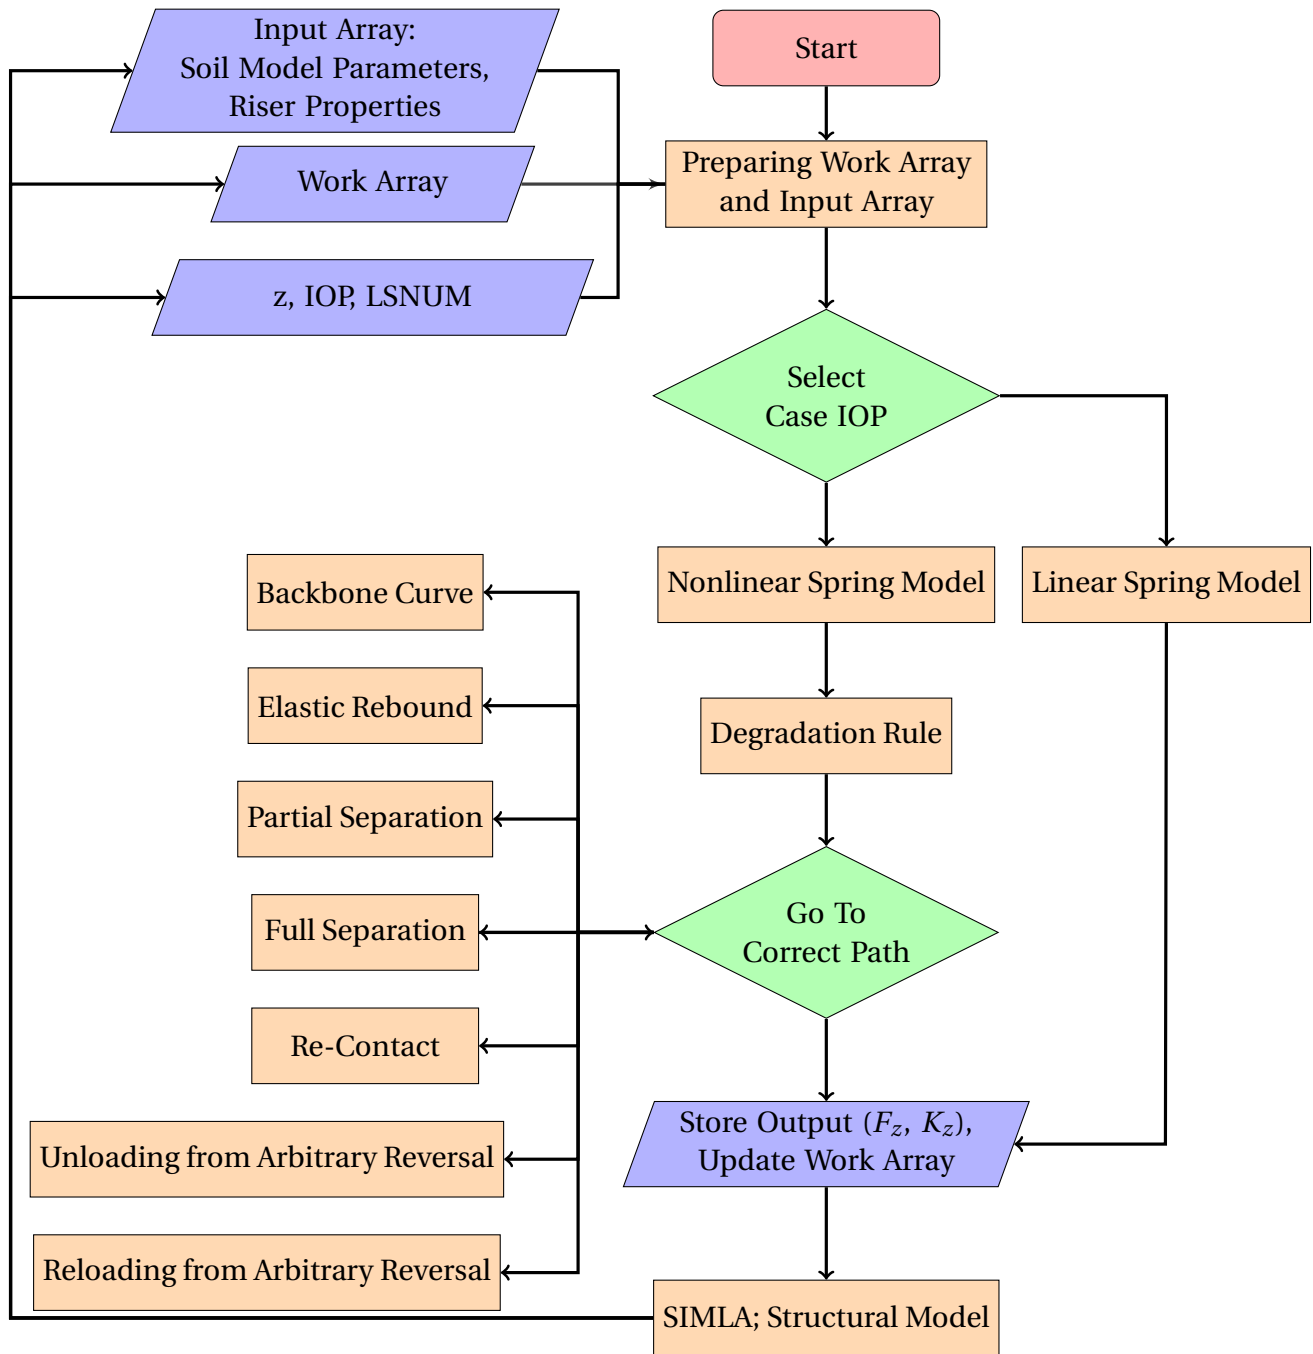 Input Array:
Soil Model Parameters,
Riser Properties
Start
Work Array
Preparing Work Array
and Input Array
z, IOP, LSNUM
Select
Case IOP
Nonlinear Spring Model
Linear Spring Model
Backbone Curve
Elastic Rebound
Degradation Rule
Partial Separation
Full Separation
Go To
Correct Path
Re-Contact
Unloading from Arbitrary Reversal
Store Output (F_z, K_z),
Update Work Array
Reloading from Arbitrary Reversal
SIMLA; Structural Model